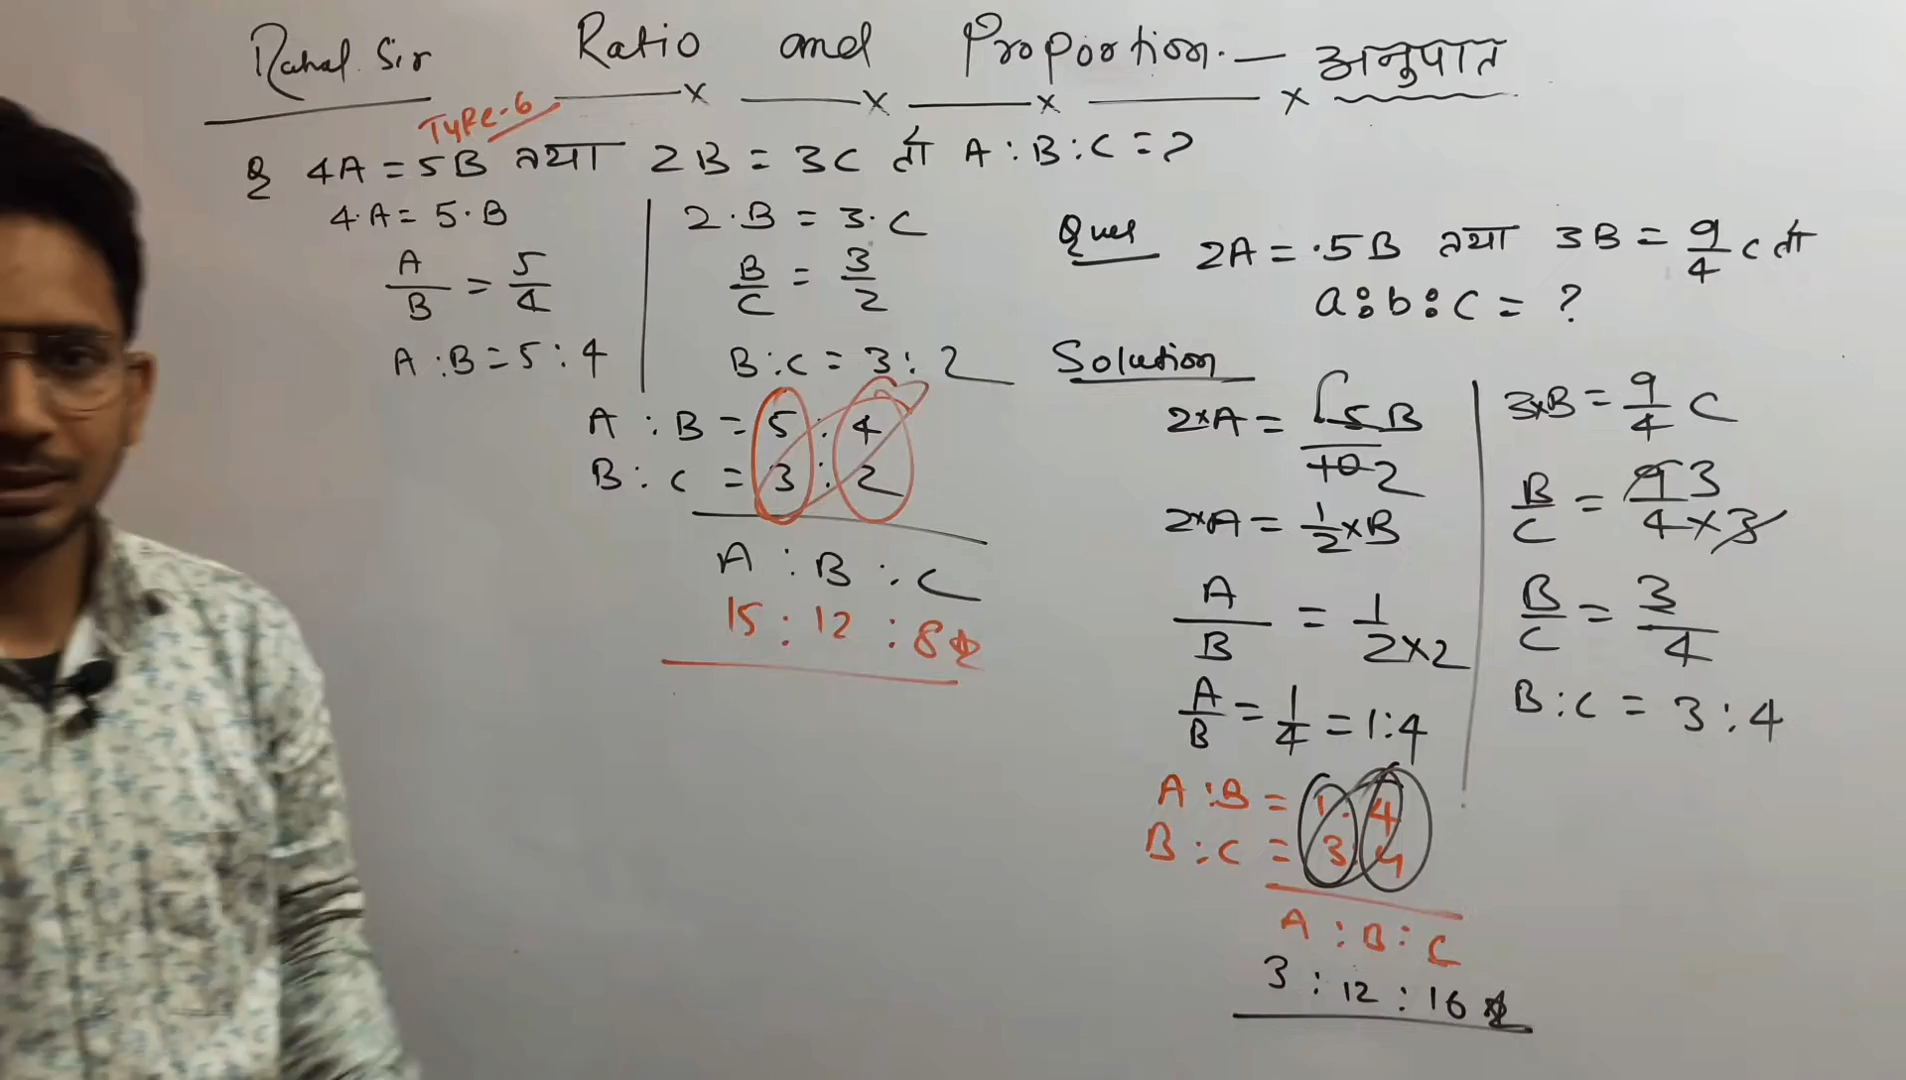 Rahul Sir Ratio and Proportion. — अनुपात
TYPE-6
Q 4A = 5B तथा 2B = 3C तो A : B : C = ?
4·A = 5·B
A/B = 5/4
A : B = 5 : 4
2·B = 3·C
B/C = 3/2
B : C = 3 : 2
A : B = 5 : 4
B : C = 3 : 2
A : B : C
15 : 12 : 8
Ques 2A = ·5B तथा 3B = 9/4 C तो
a : b : c = ?
Solution
2×A = 5B/10 2
2×A = 1/2×B
A/B = 1/2×2
A/B = 1/4 = 1:4
3×B = 9/4 C
B/C = 9 3/4×3
B/C = 3/4
B : C = 3 : 4
A : B = 1 : 4
B : C = 3 : 4
A : B : C
3 : 12 : 16